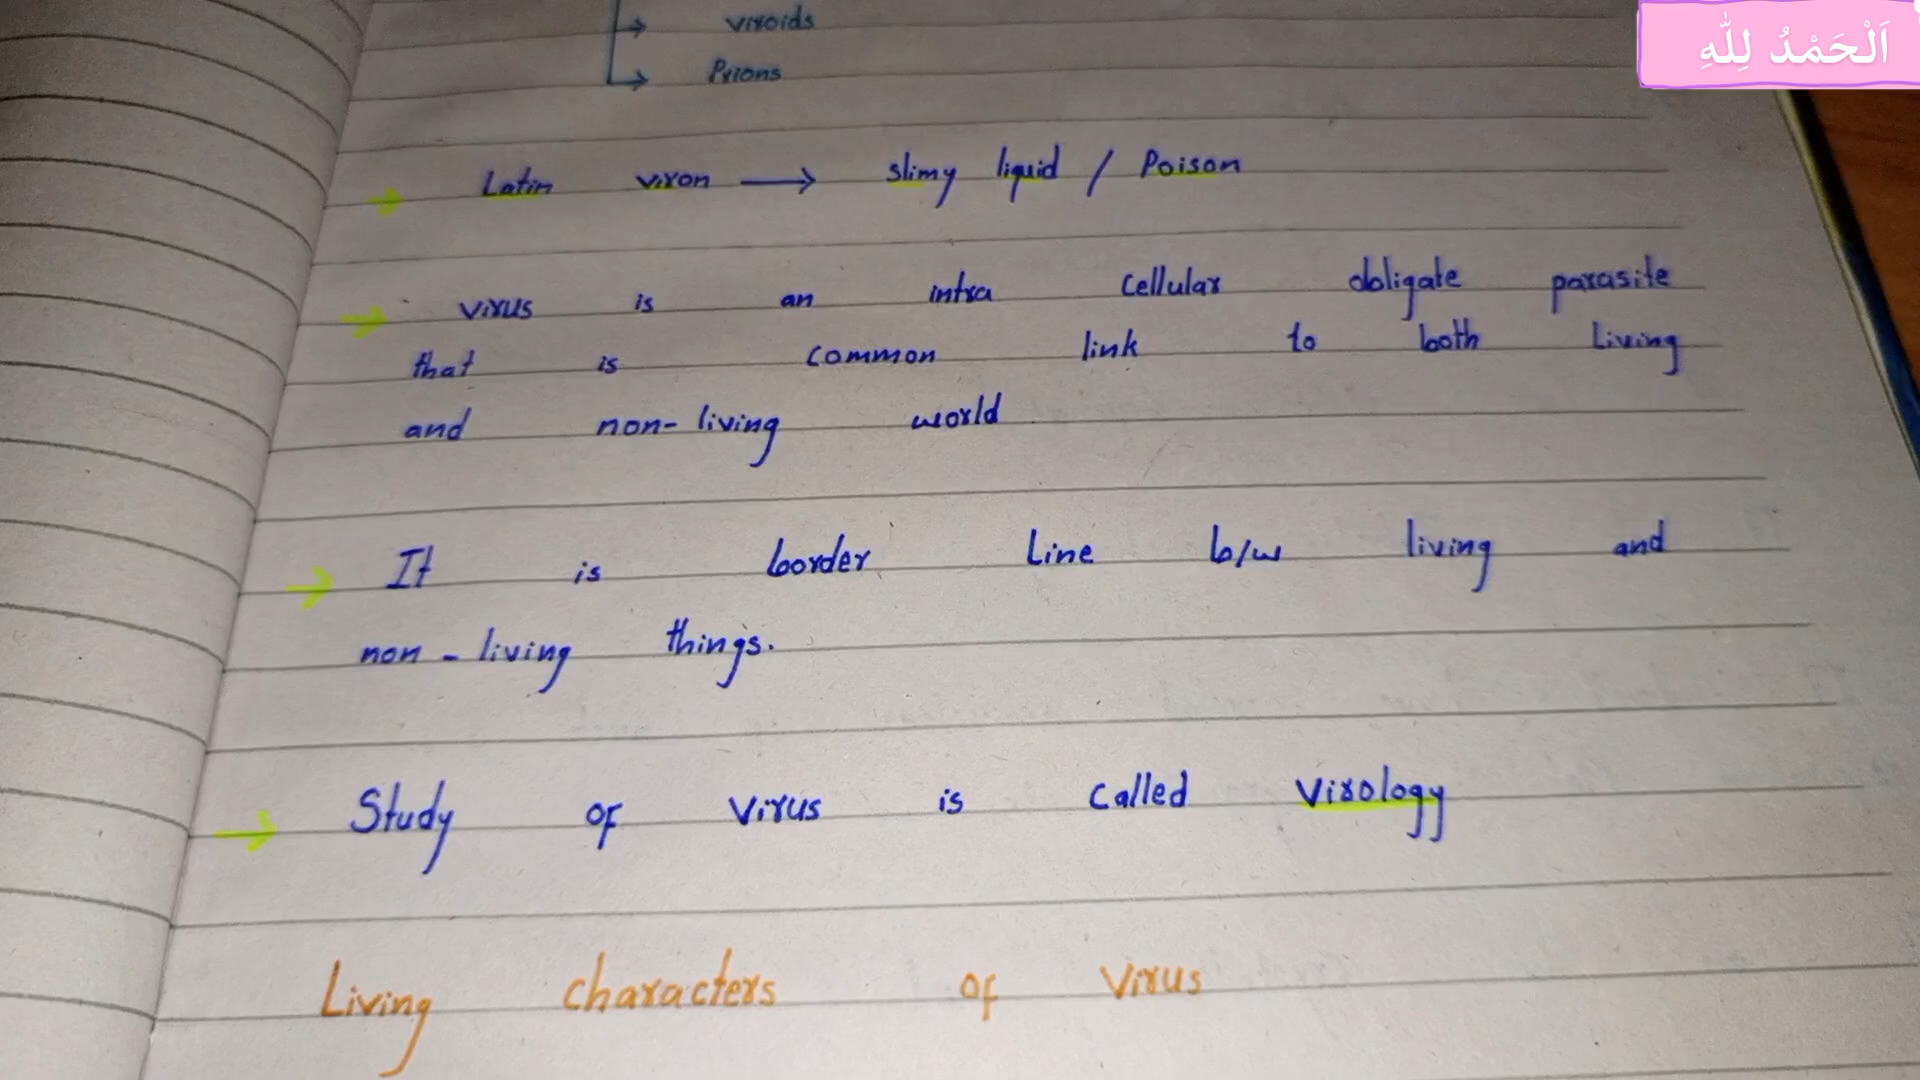 → viroids
→ Prions
اَلْحَمْدُ لِلّٰهِ
→ Latin viron → slimy liquid / Poison
→ virus is an intra cellular obligate parasite
that is common link to both living
and non-living world
→ It is border line b/w living and
non-living things.
→ Study of virus is called virology
Living characters of Virus